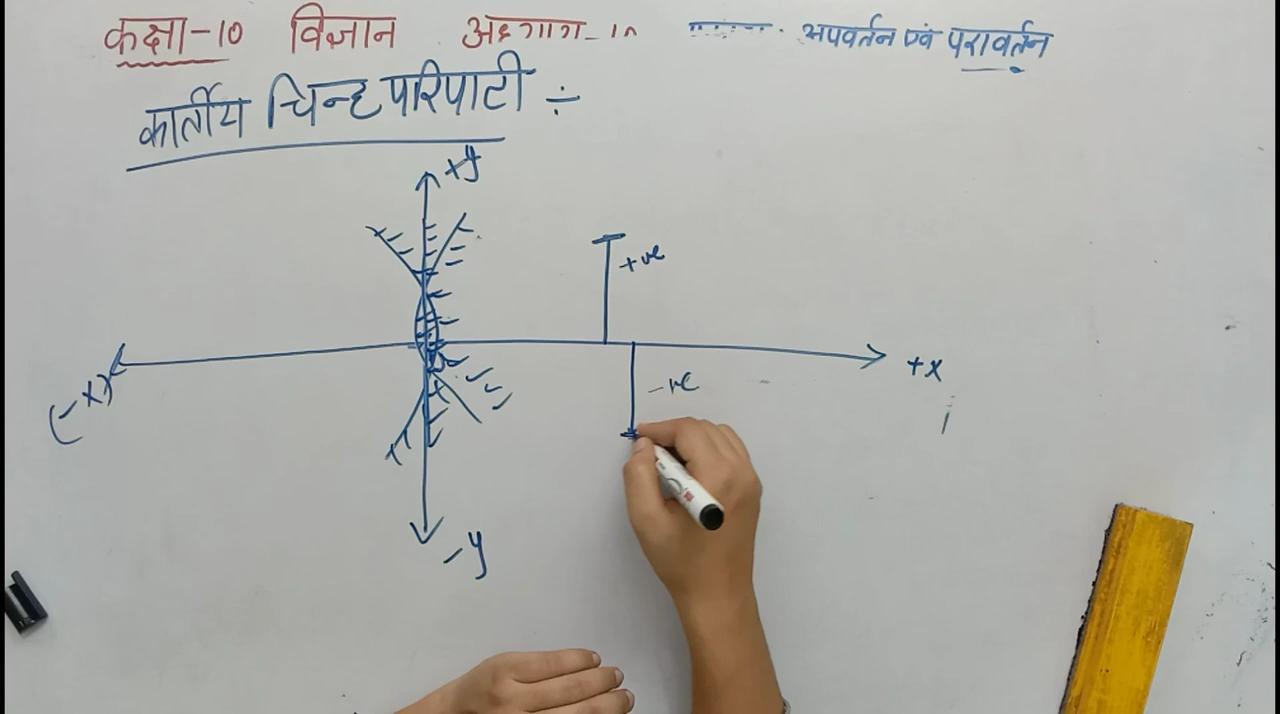 कक्षा-10 विज्ञान अपवर्तन एवं परावर्तन
कार्तीय चिन्ह परिपाटी ÷
+y
+ve
(-x)
+x
-ve
-y